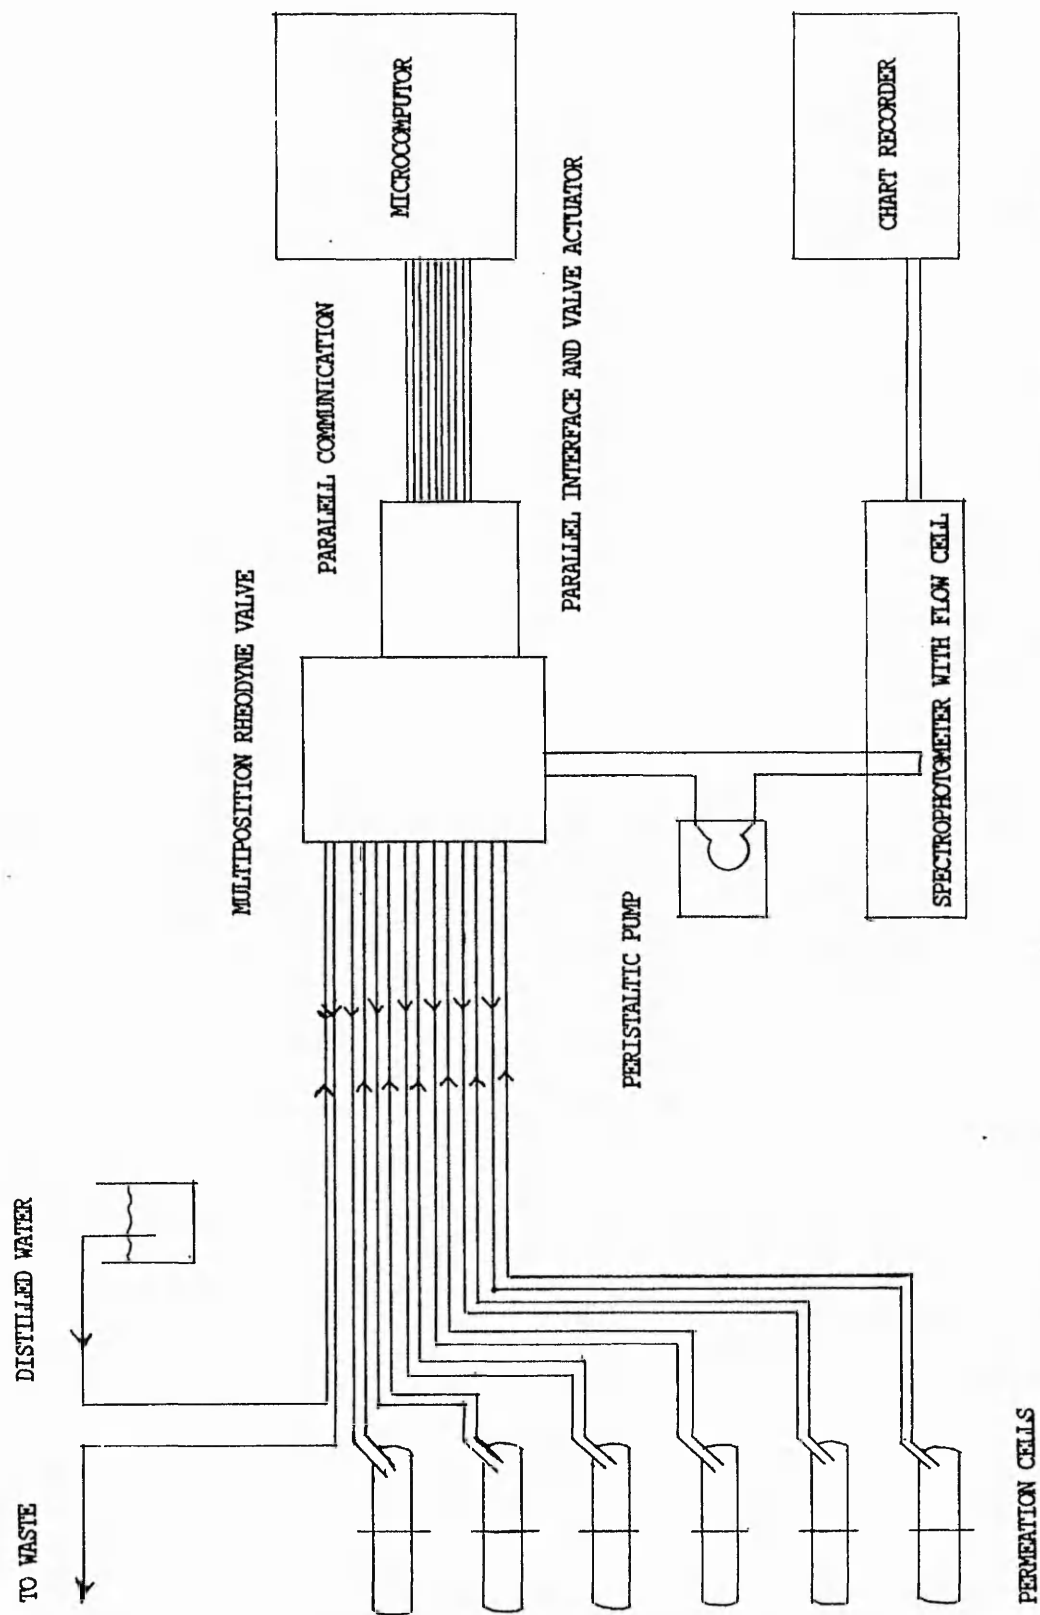 TO WASTE
DISTILLED WATER
MULTIPOSITION RHEODYNE VALVE
PARALELL COMMUNICATION
MICROCOMPUTOR
PARALLEL INTERFACE AND VALVE ACTUATOR
PERISTALTIC PUMP
CHART RECORDER
SPECTROPHOTOMETER WITH FLOW CELL
PERMEATION CELLS